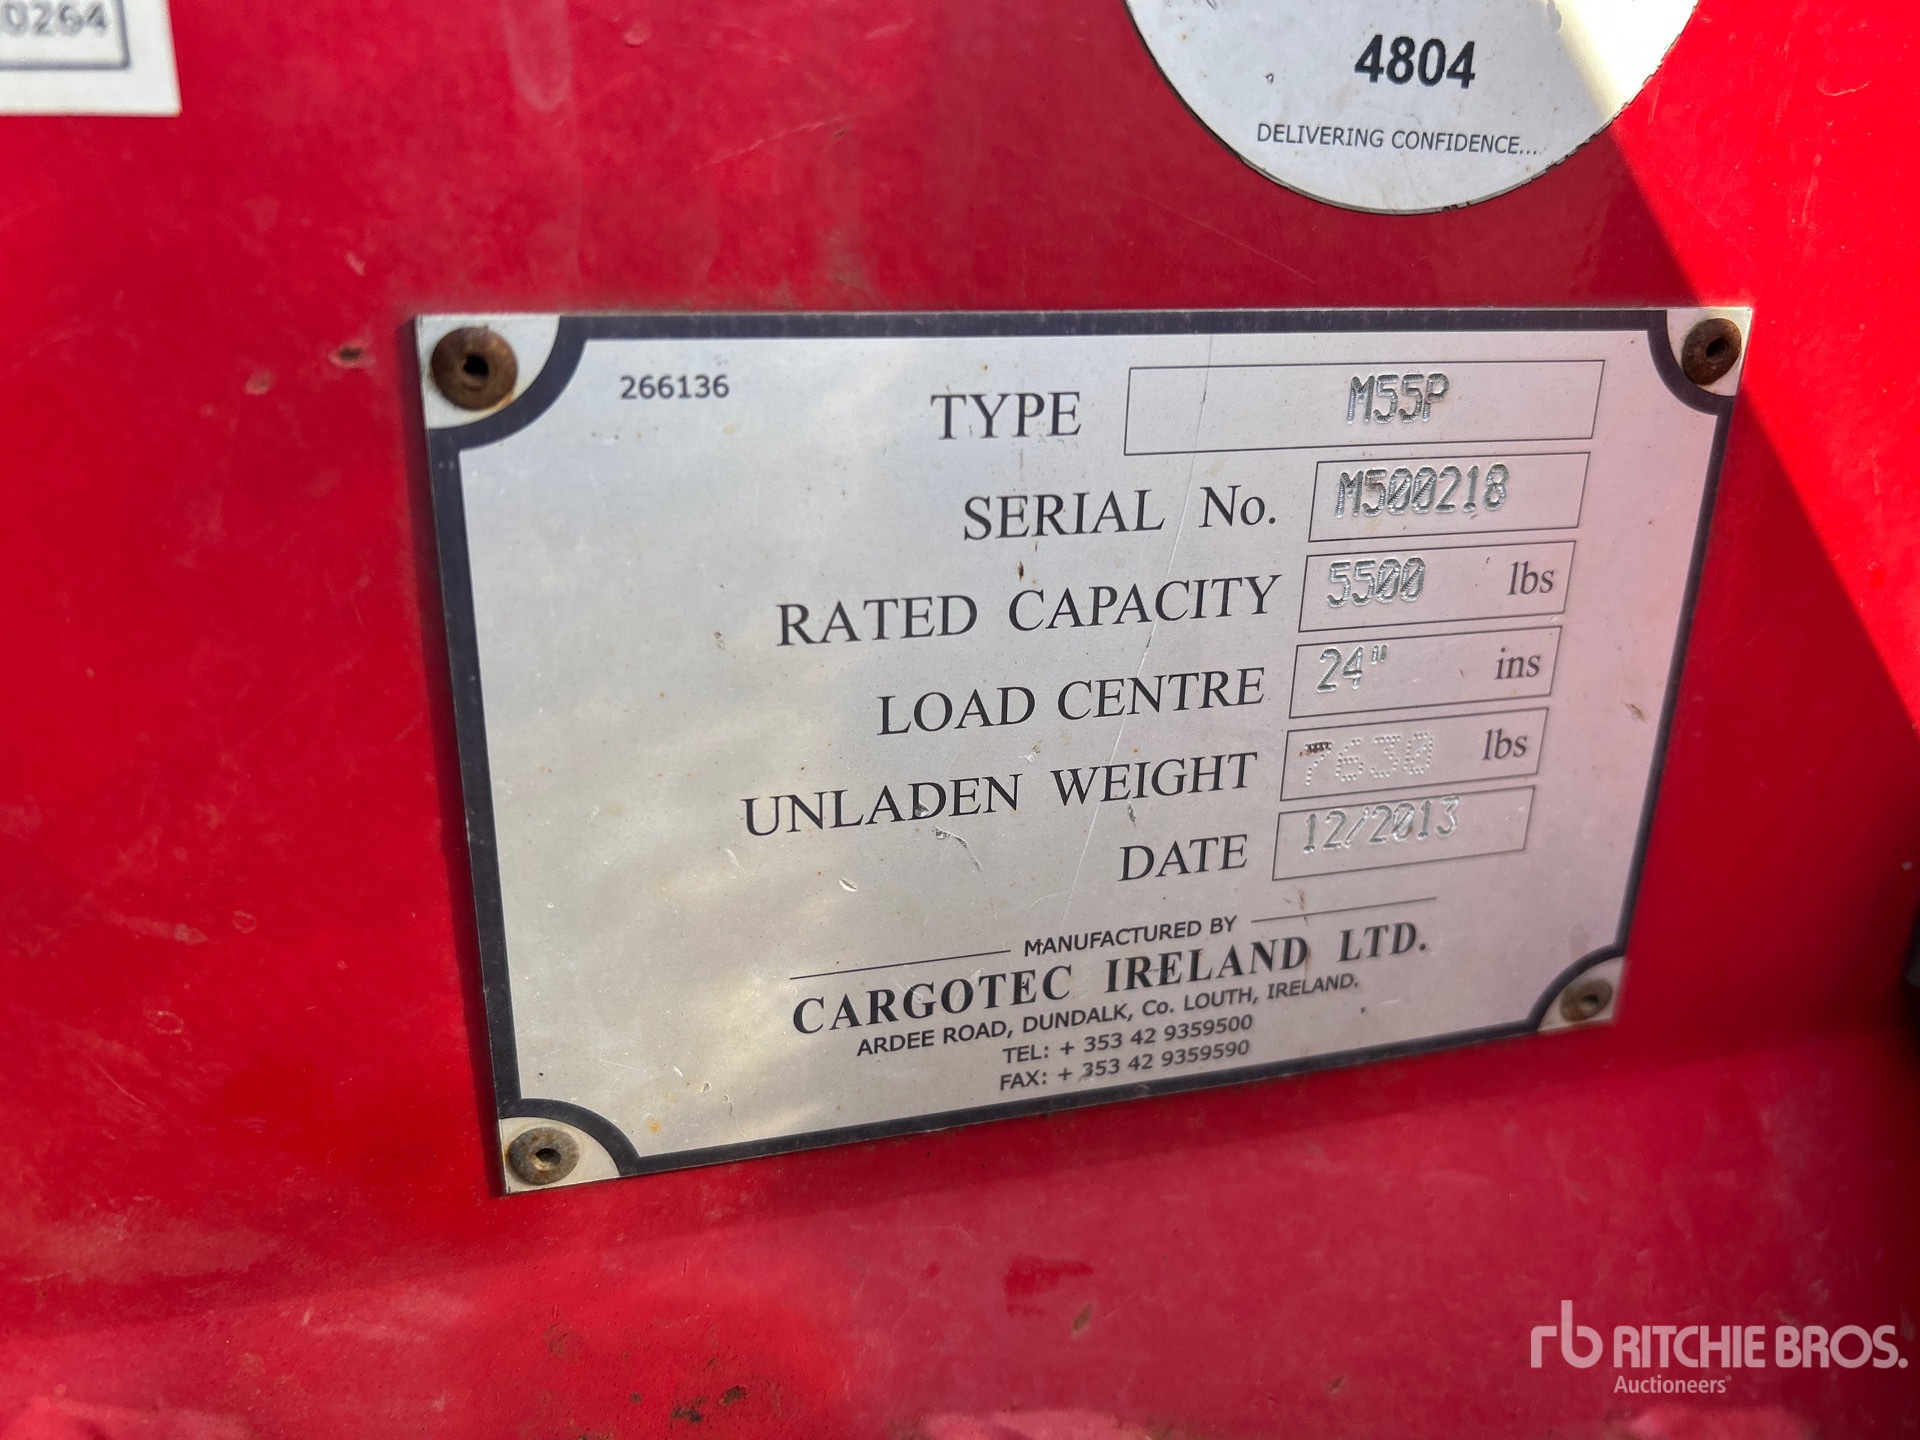 0264
4804
DELIVERING CONFIDENCE...
266136
TYPE M55P
SERIAL No. M500218
RATED CAPACITY 5500 lbs
LOAD CENTRE 24" ins
UNLADEN WEIGHT 7630 lbs
DATE 12/2013
MANUFACTURED BY
CARGOTEC IRELAND LTD.
ARDEE ROAD, DUNDALK, Co. LOUTH, IRELAND.
TEL: + 353 42 9359500
FAX: + 353 42 9359590
rb RITCHIE BROS.
Auctioneers